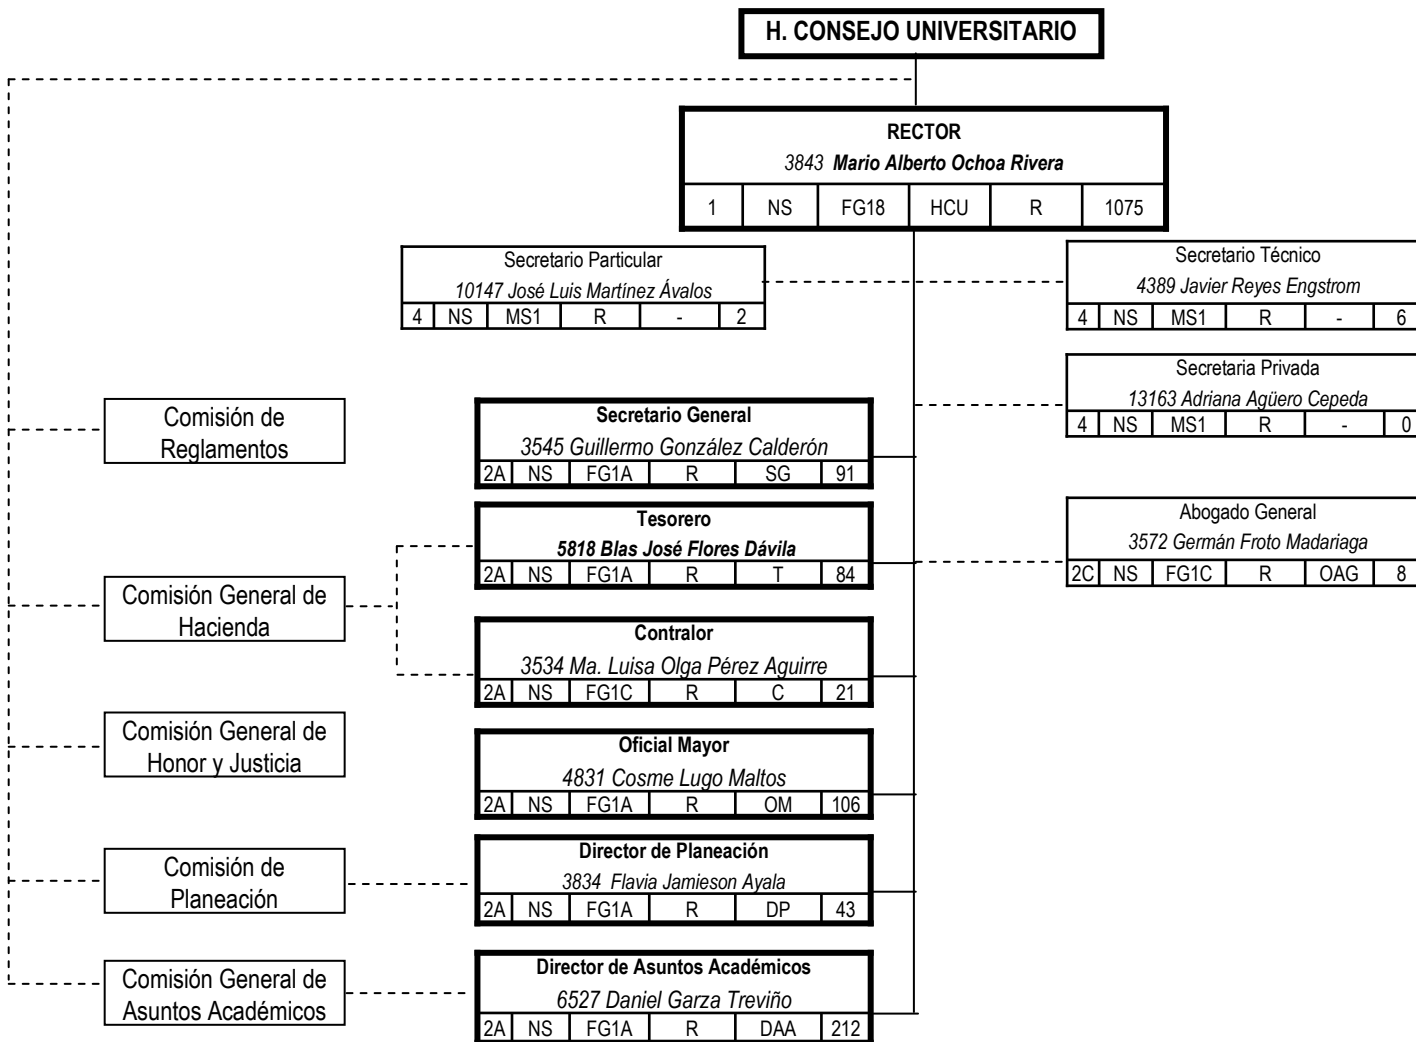 H. CONSEJO UNIVERSITARIO
RECTOR
3843 Mario Alberto Ochoa Rivera
1 NS FG18 HCU R 1075
Secretario Particular
10147 José Luis Martínez Ávalos
4 NS MS1 R - 2
Secretario Técnico
4389 Javier Reyes Engstrom
4 NS MS1 R - 6
Secretaria Privada
13163 Adriana Agüero Cepeda
4 NS MS1 R - 0
Comisión de
Reglamentos
Secretario General
3545 Guillermo González Calderón
2A NS FG1A R SG 91
Abogado General
3572 Germán Froto Madariaga
2C NS FG1C R OAG 8
Tesorero
5818 Blas José Flores Dávila
2A NS FG1A R T 84
Comisión General de
Hacienda
Contralor
3534 Ma. Luisa Olga Pérez Aguirre
2A NS FG1C R C 21
Comisión General de
Honor y Justicia
Oficial Mayor
4831 Cosme Lugo Maltos
2A NS FG1A R OM 106
Comisión de
Planeación
Director de Planeación
3834 Flavia Jamieson Ayala
2A NS FG1A R DP 43
Comisión General de
Asuntos Académicos
Director de Asuntos Académicos
6527 Daniel Garza Treviño
2A NS FG1A R DAA 212